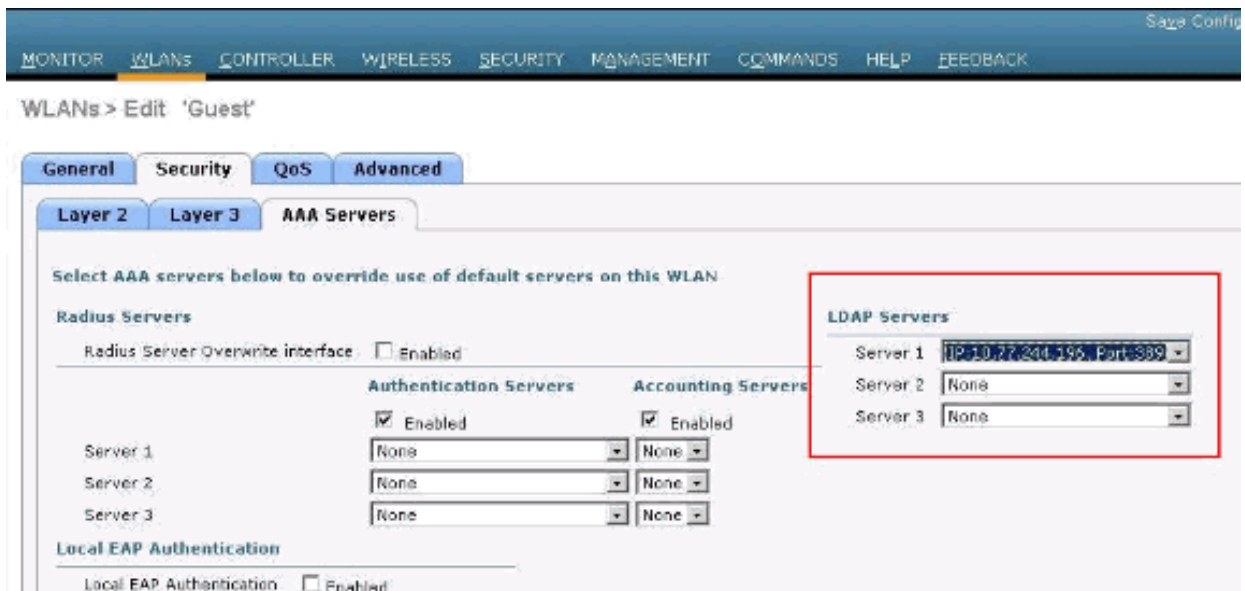 Save Config
MONITOR WLANs CONTROLLER WIRELESS SECURITY MANAGEMENT COMMANDS HELP FEEDBACK
WLANs > Edit 'Guest'
General Security QoS Advanced
Layer 2 Layer 3 AAA Servers
Select AAA servers below to override use of default servers on this WLAN
Radius Servers
Radius Server Overwrite interface Enabled
Authentication Servers Accounting Servers
Enabled Enabled
Server 1 None None
Server 2 None None
Server 3 None None
LDAP Servers
Server 1 IP:10.77.244.196, Port:389
Server 2 None
Server 3 None
Local EAP Authentication
Local EAP Authentication Enabled